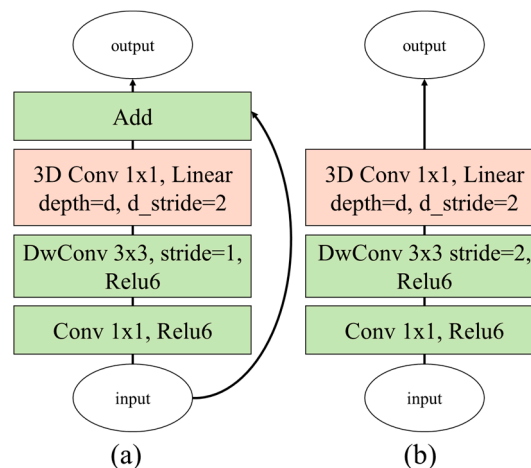 output
Add
3D Conv 1x1, Linear
depth=d, d_stride=2
DwConv 3x3, stride=1,
Relu6
Conv 1x1, Relu6
input
(a)
output
3D Conv 1x1, Linear
depth=d, d_stride=2
DwConv 3x3 stride=2,
Relu6
Conv 1x1, Relu6
input
(b)